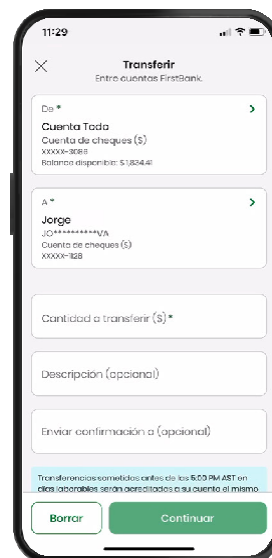 11:29
Transferir
Entre cuentas FirstBank.
De *
Cuenta Toda
Cuenta de cheques ($)
XXXXX-3088
Balance disponible: $1,834.41
A *
Jorge
JO**********VA
Cuenta de cheques ($)
XXXXX-1128
Cantidad a transferir ($)*
Descripción (opcional)
Enviar confirmación a (opcional)
Transferencias sometidas antes de las 5:00 PM AST en
días laborables serán acreditadas a su cuenta el mismo
Borrar
Continuar